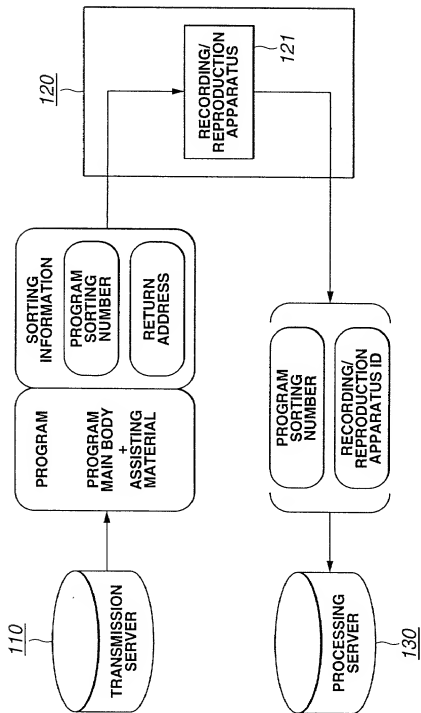 110
TRANSMISSION
SERVER
PROGRAM
PROGRAM
MAIN BODY
+
ASSISTING
MATERIAL
SORTING
INFORMATION
PROGRAM
SORTING
NUMBER
RETURN
ADDRESS
120
RECORDING/
REPRODUCTION
APPARATUS
121
PROGRAM
SORTING
NUMBER
RECORDING/
REPRODUCTION
APPARATUS ID
PROCESSING
SERVER
130